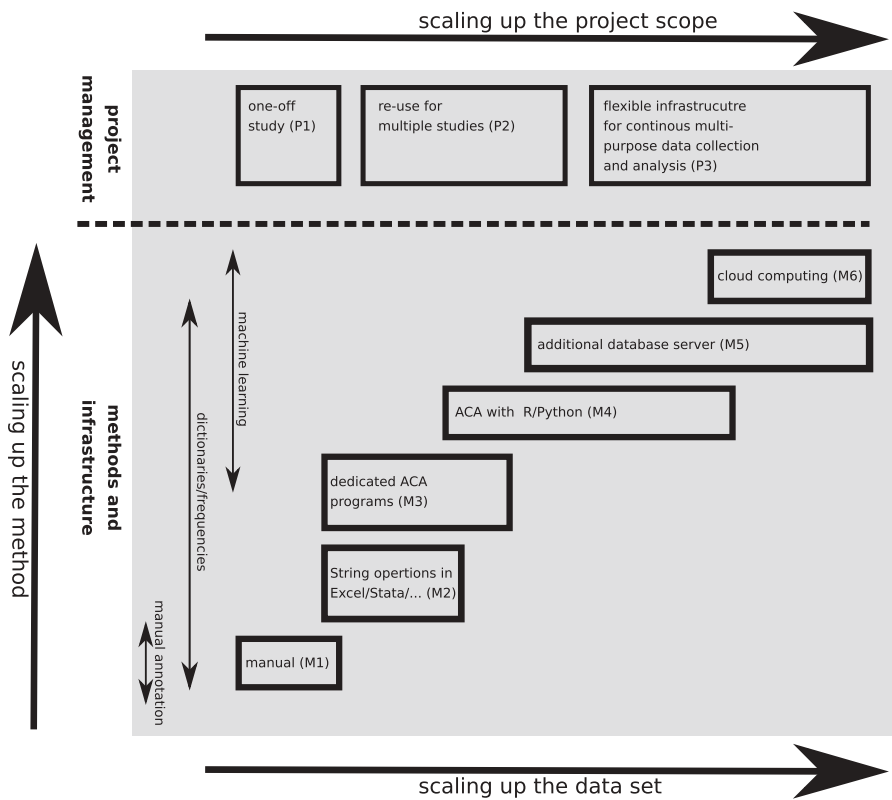 scaling up the project scope
project
management
one-off
study (P1)
re-use for
multiple studies (P2)
flexible infrastrucutre
for continous multi-
purpose data collection
and analysis (P3)
scaling up the method
methods and
infrastructure
machine learning
dictionaries/frequencies
manual annotation
cloud computing (M6)
additional database server (M5)
ACA with  R/Python (M4)
dedicated ACA
programs (M3)
String opertions in
Excel/Stata/... (M2)
manual (M1)
scaling up the data set